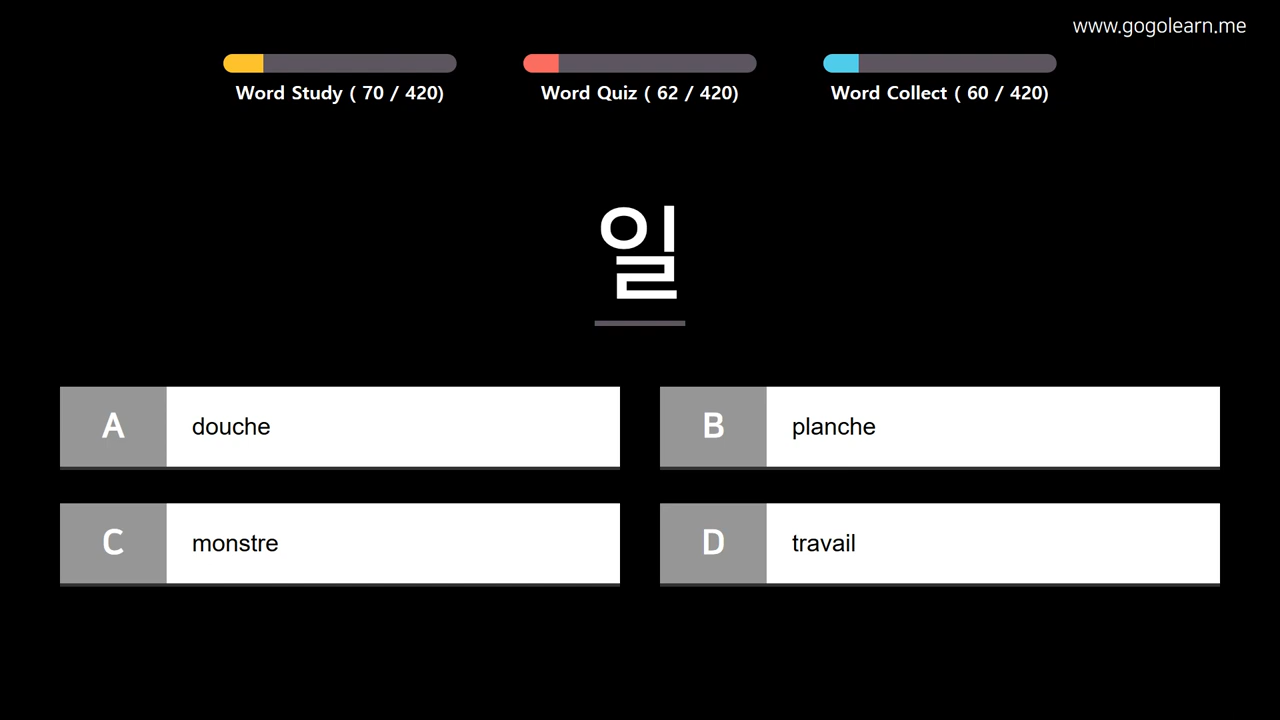 www.gogolearn.me
Word Study ( 70 / 420)
Word Quiz ( 62 / 420)
Word Collect ( 60 / 420)
일
A douche
B planche
C monstre
D travail